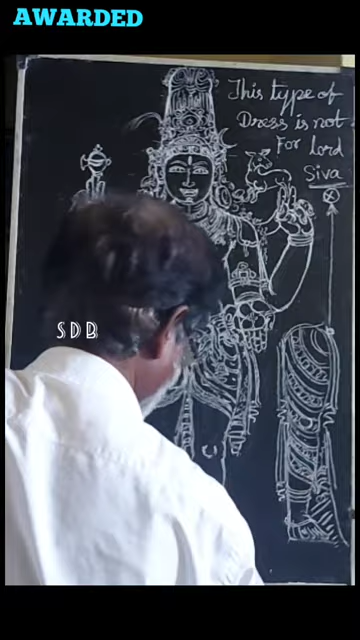 AWARDED
This type of
Dress is not
For lord
Siva
SDB